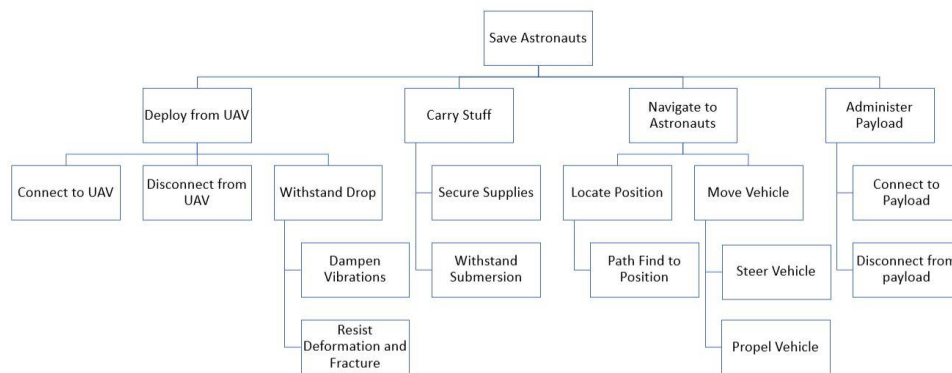 Save Astronauts
Deploy from UAV
Carry Stuff
Navigate to
Astronauts
Administer
Payload
Connect to UAV
Disconnect from
UAV
Withstand Drop
Secure Supplies
Locate Position
Move Vehicle
Connect to
Payload
Dampen
Vibrations
Withstand
Submersion
Path Find to
Position
Steer Vehicle
Disconnect from
payload
Resist
Deformation and
Fracture
Propel Vehicle